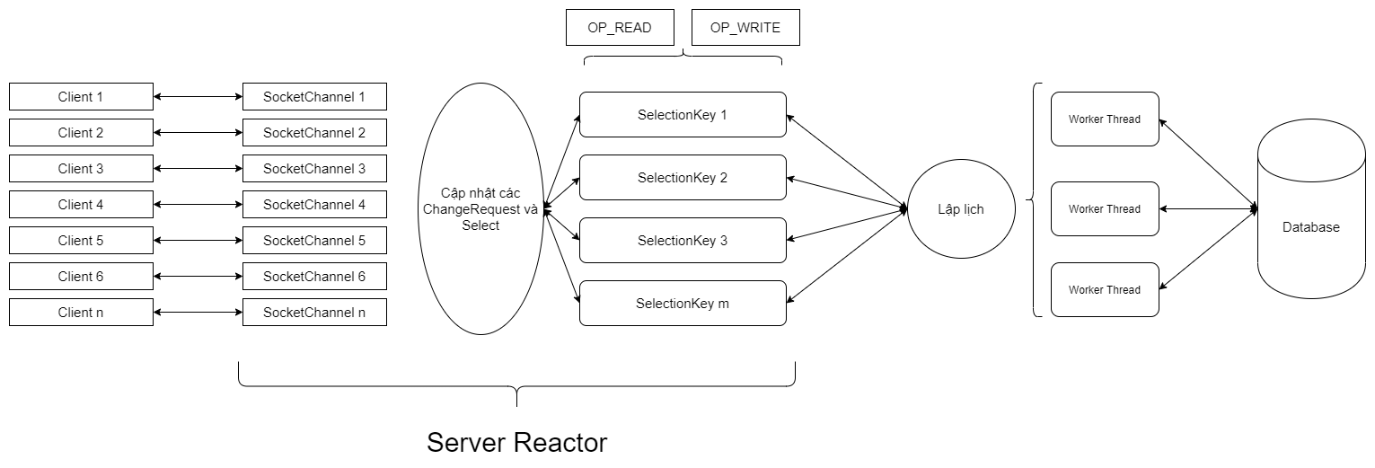 OP_READ
OP_WRITE
Client 1
SocketChannel 1
Client 2
SocketChannel 2
Client 3
SocketChannel 3
Client 4
SocketChannel 4
Client 5
SocketChannel 5
Client 6
SocketChannel 6
Client n
SocketChannel n
Cập nhật các
ChangeRequest và
Select
SelectionKey 1
SelectionKey 2
SelectionKey 3
SelectionKey m
Lập lịch
Worker Thread
Worker Thread
Worker Thread
Database
Server Reactor